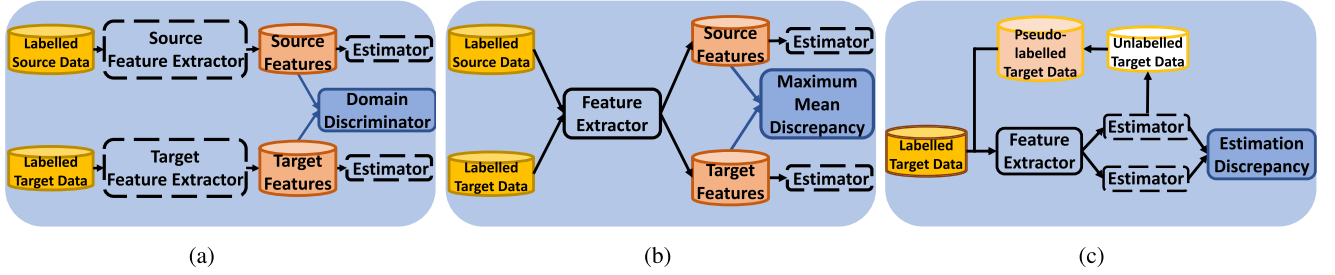 Labelled
Source Data
Source
Feature Extractor
Source
Features
Estimator
Domain
Discriminator
Labelled
Target Data
Target
Feature Extractor
Target
Features
Estimator
(a)
Labelled
Source Data
Labelled
Target Data
Feature
Extractor
Source
Features
Estimator
Maximum
Mean
Discrepancy
Target
Features
Estimator
(b)
Pseudo-
labelled
Target Data
Unlabelled
Target Data
Labelled
Target Data
Feature
Extractor
Estimator
Estimator
Estimation
Discrepancy
(c)